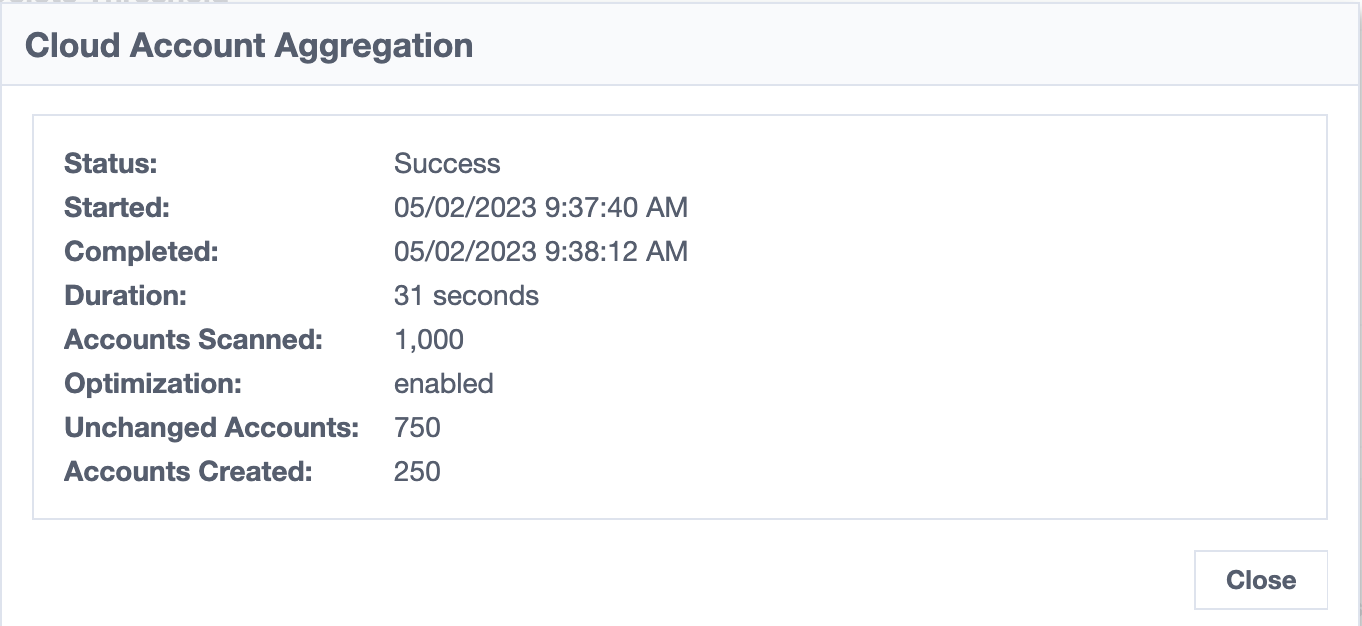 Cloud Account Aggregation
Status: Success
Started: 05/02/2023 9:37:40 AM
Completed: 05/02/2023 9:38:12 AM
Duration: 31 seconds
Accounts Scanned: 1,000
Optimization: enabled
Unchanged Accounts: 750
Accounts Created: 250
Close